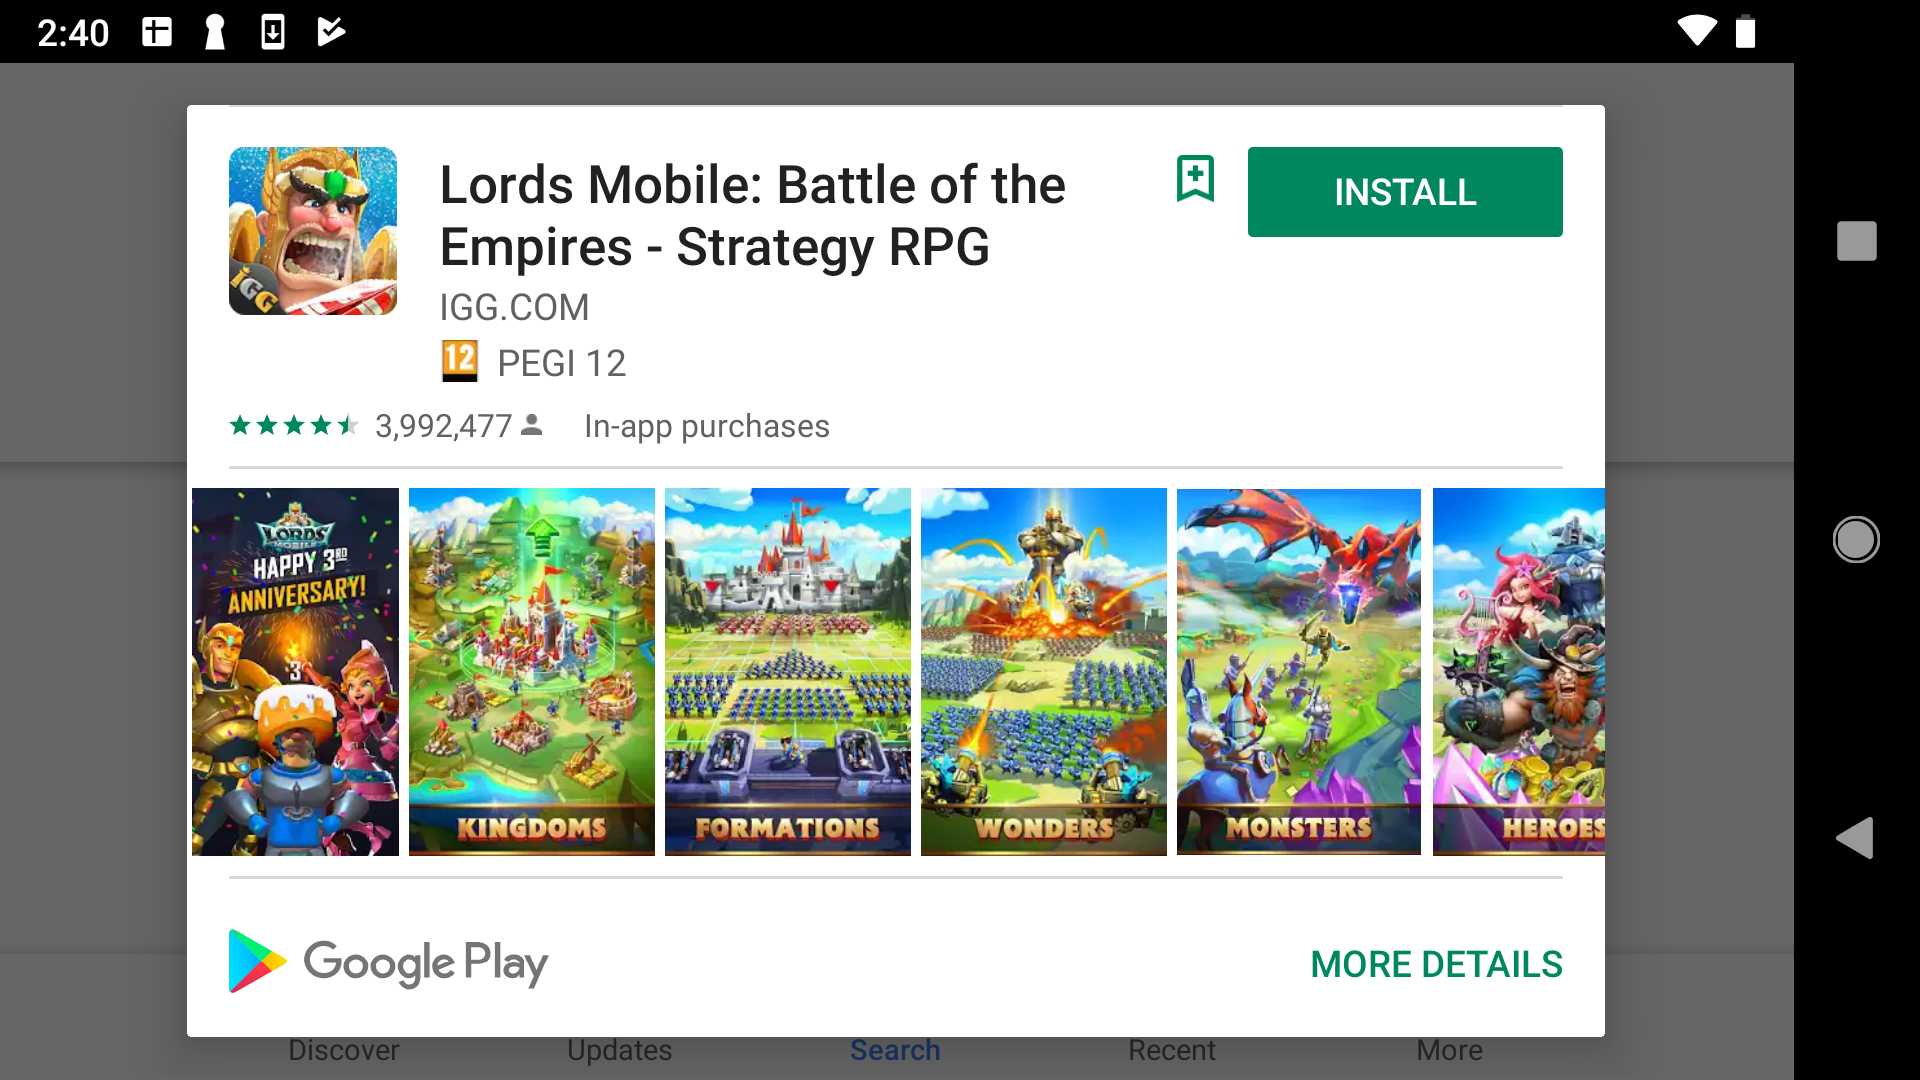 2:40
Lords Mobile: Battle of the
Empires - Strategy RPG
INSTALL
IGG
IGG.COM
12 PEGI 12
3,992,477 In-app purchases
LORDS
MOBILE
HAPPY 3RD
ANNIVERSARY!
3
KINGDOMS
FORMATIONS
WONDERS
MONSTERS
HEROES
Google Play
MORE DETAILS
Discover
Updates
Search
Recent
More